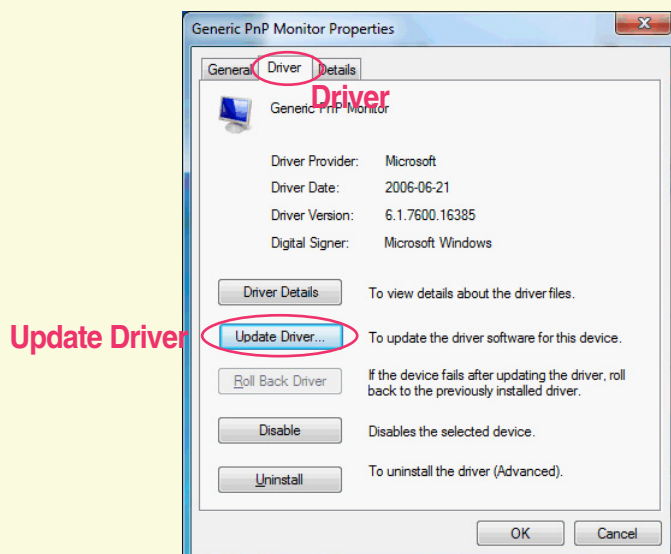 Generic PnP Monitor Properties
General Driver Details
Driver
Generic PnP Monitor
Driver Provider: Microsoft
Driver Date: 2006-06-21
Driver Version: 6.1.7600.16385
Digital Signer: Microsoft Windows
Driver Details To view details about the driver files.
Update Driver Update Driver... To update the driver software for this device.
Roll Back Driver If the device fails after updating the driver, roll
back to the previously installed driver.
Disable Disables the selected device.
Uninstall To uninstall the driver (Advanced).
OK Cancel